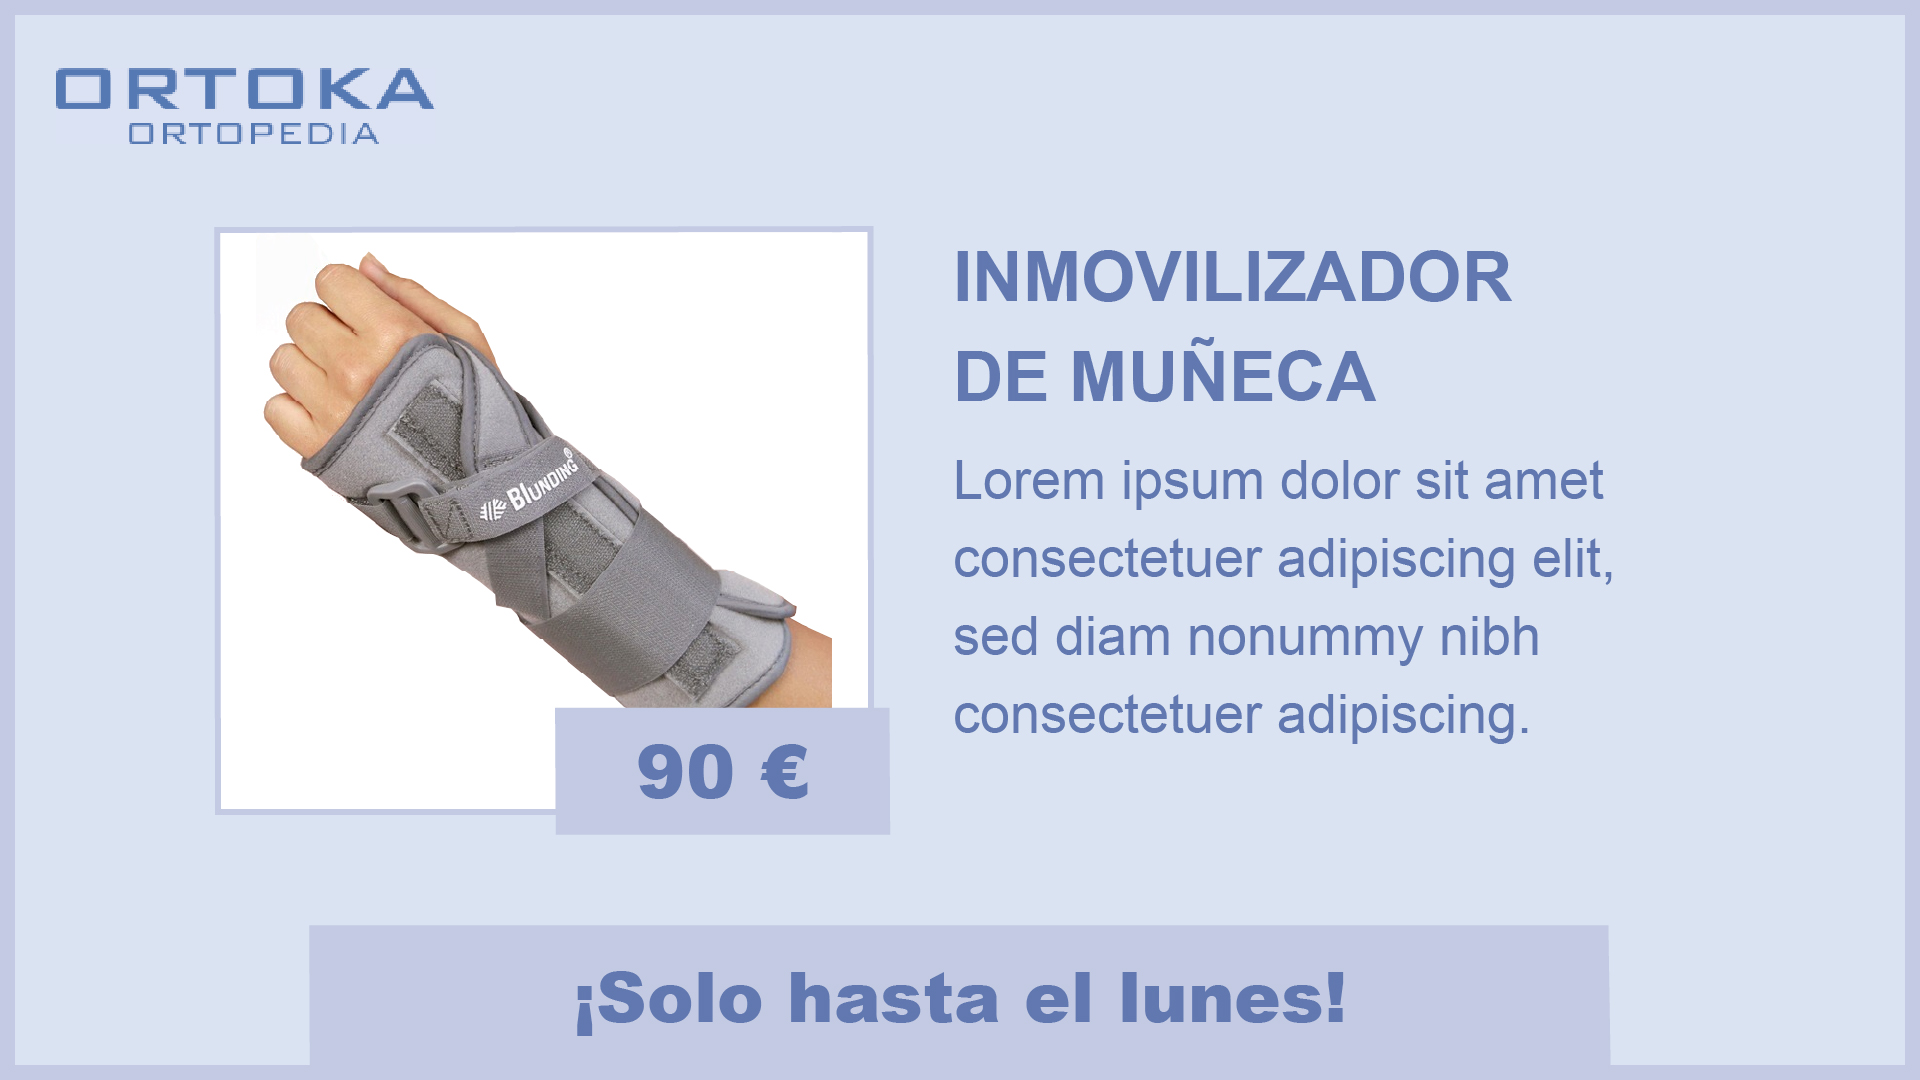 ORTOKA
ORTOPEDIA
INMOVILIZADOR
DE MUÑECA
Lorem ipsum dolor sit amet
consectetuer adipiscing elit,
sed diam nonummy nibh
consectetuer adipiscing.
BLUNDING®
90 €
¡Solo hasta el lunes!